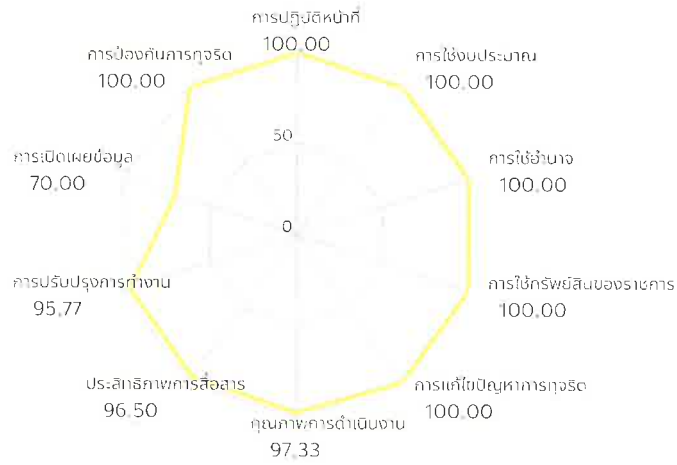 การปฏิบัติหน้าที่
100.00
การป้องกันการทุจริต
100.00
การใช้งบประมาณ
100.00
50
การเปิดเผยข้อมูล
70.00
การใช้อำนาจ
100.00
0
การปรับปรุงการทำงาน
95.77
การใช้ทรัพย์สินของราชการ
100.00
ประสิทธิภาพการสื่อสาร
96.50
การแก้ไขปัญหาการทุจริต
100.00
คุณภาพการดำเนินงาน
97.33